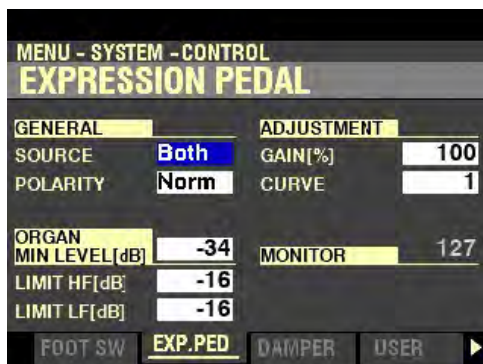 MENU - SYSTEM - CONTROL
EXPRESSION PEDAL
GENERAL
SOURCE Both
POLARITY Norm
ADJUSTMENT
GAIN[%] 100
CURVE 1
ORGAN
MIN LEVEL[dB] -34
LIMIT HF[dB] -16
LIMIT LF[dB] -16
MONITOR 127
FOOT SW EXP.PED DAMPER USER